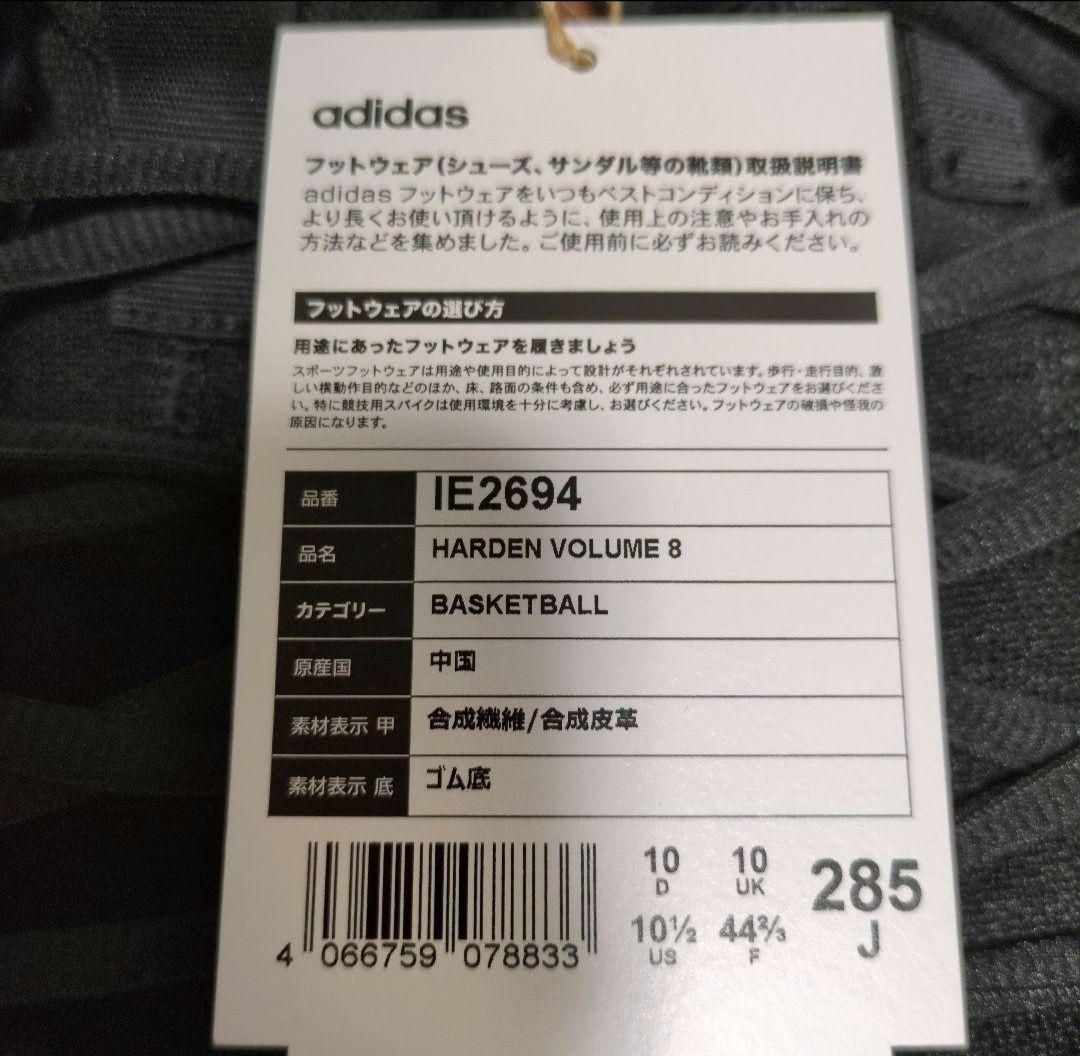 adidas
フットウェア(シューズ、サンダル等の靴類)取扱説明書
adidas フットウェアをいつもベストコンディションに保ち、
より長くお使い頂けるように、使用上の注意やお手入れの
方法などを集めました。ご使用前に必ずお読みください。
フットウェアの選び方
用途にあったフットウェアを履きましょう
スポーツフットウェアは用途や使用目的によって設計がそれぞれされています。歩行・走行目的、激
しい横動作目的などのほか、床、路面の条件も含め、必ず用途に合ったフットウェアをお選びくださ
い。特に競技用スパイクは使用環境を十分に考慮し、お選びください。フットウェアの破損や怪我の
原因になります。
品番 IE2694
品名 HARDEN VOLUME 8
カテゴリー BASKETBALL
原産国 中国
素材表示 甲 合成繊維/合成皮革
素材表示 底 ゴム底
10 10 285
D UK
10½ 44⅔ J
US F
4 066759 078833